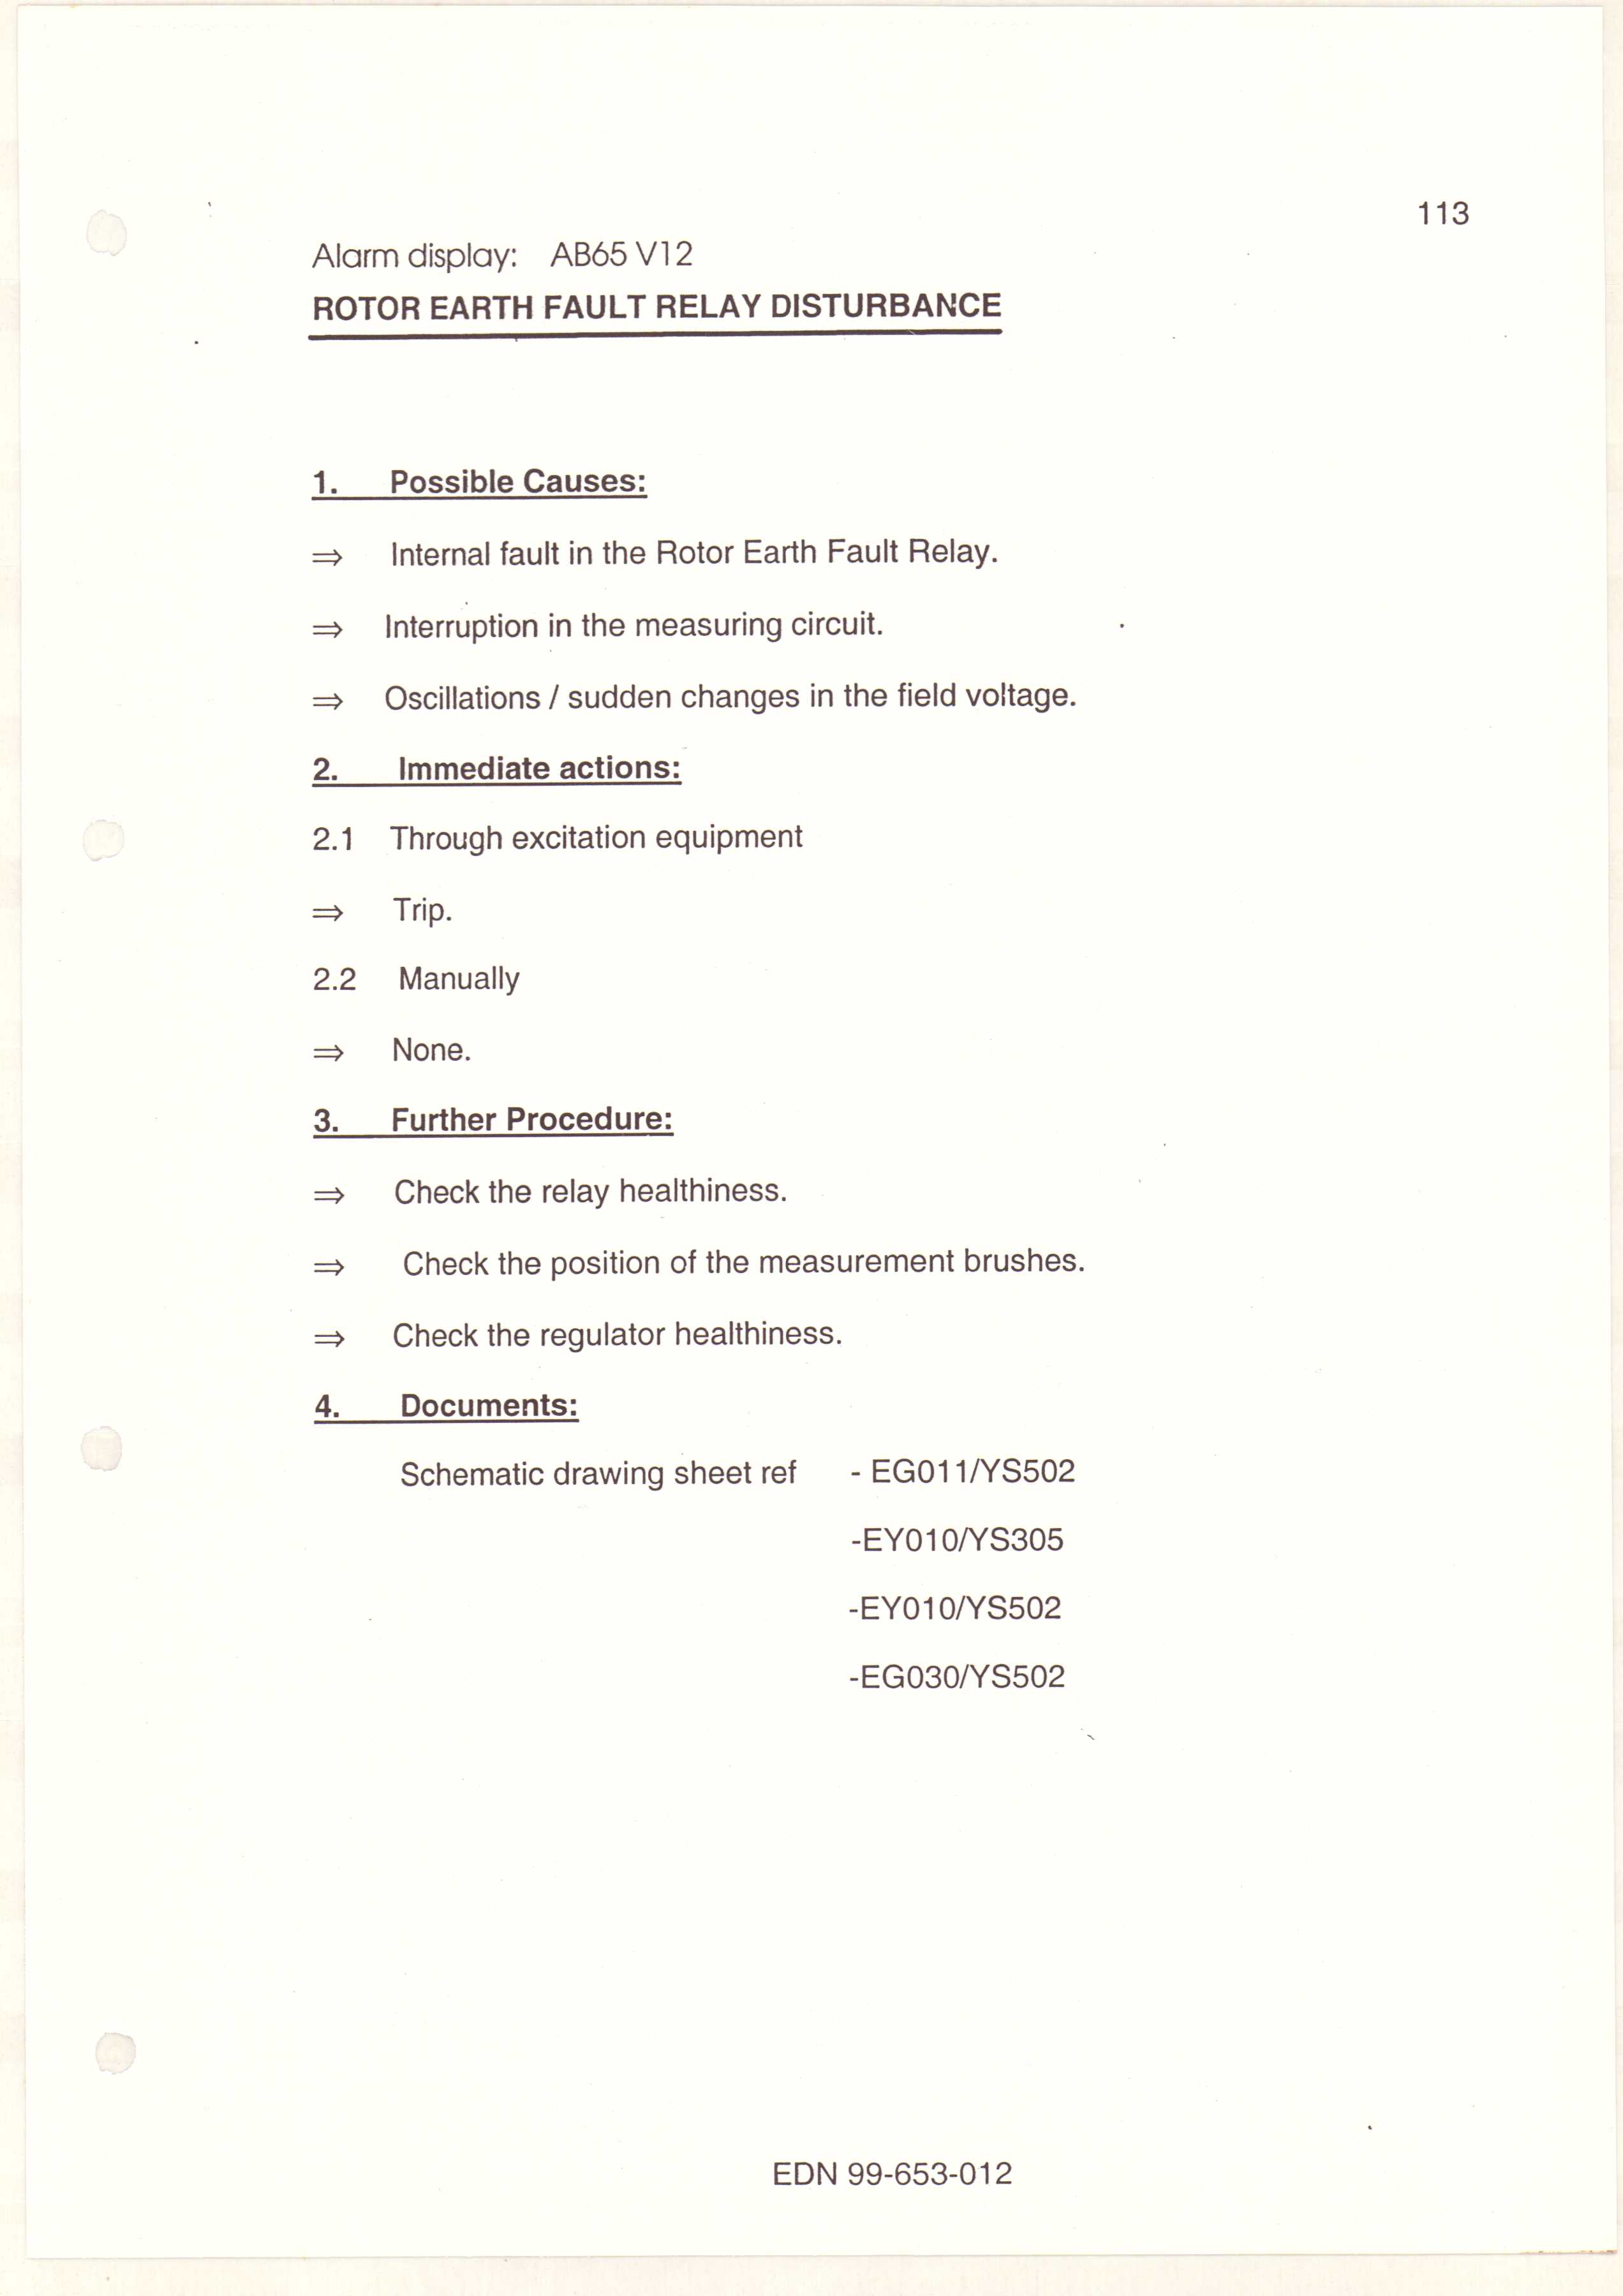 113
Alarm display: AB65 V12
ROTOR EARTH FAULT RELAY DISTURBANCE
1. Possible Causes:
⇒ Internal fault in the Rotor Earth Fault Relay.
⇒ Interruption in the measuring circuit.
⇒ Oscillations / sudden changes in the field voltage.
2. Immediate actions:
2.1 Through excitation equipment
⇒ Trip.
2.2 Manually
⇒ None.
3. Further Procedure:
⇒ Check the relay healthiness.
⇒ Check the position of the measurement brushes.
⇒ Check the regulator healthiness.
4. Documents:
Schematic drawing sheet ref - EG011/YS502
-EY010/YS305
-EY010/YS502
-EG030/YS502
EDN 99-653-012